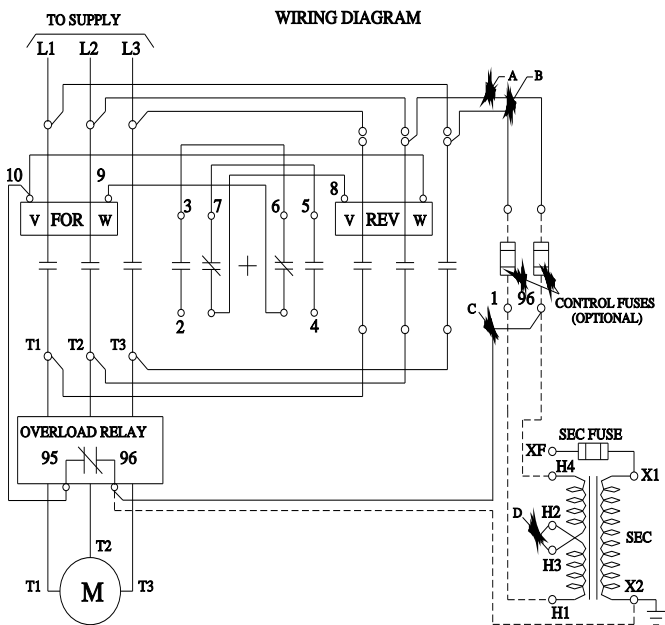 WIRING DIAGRAM
TO SUPPLY
L1 L2 L3
A B
10 9 3 7 6 5 8
V FOR W
V REV W
2 4
1 96
C
CONTROL FUSES
(OPTIONAL)
T1 T2 T3
OVERLOAD RELAY
95 96
SEC FUSE
XF
H4 X1
D H2
SEC
H3
T2
T1 M T3
X2
H1